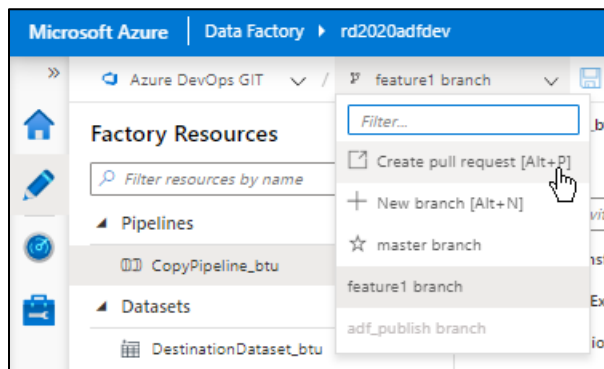 Microsoft Azure Data Factory rd2020adfdev
Azure DevOps GIT / feature1 branch
Filter...
Factory Resources
Create pull request [Alt+P]
Filter resources by name
New branch [Alt+N]
Pipelines
master branch
CopyPipeline_btu
feature1 branch
Datasets
adf_publish branch
DestinationDataset_btu